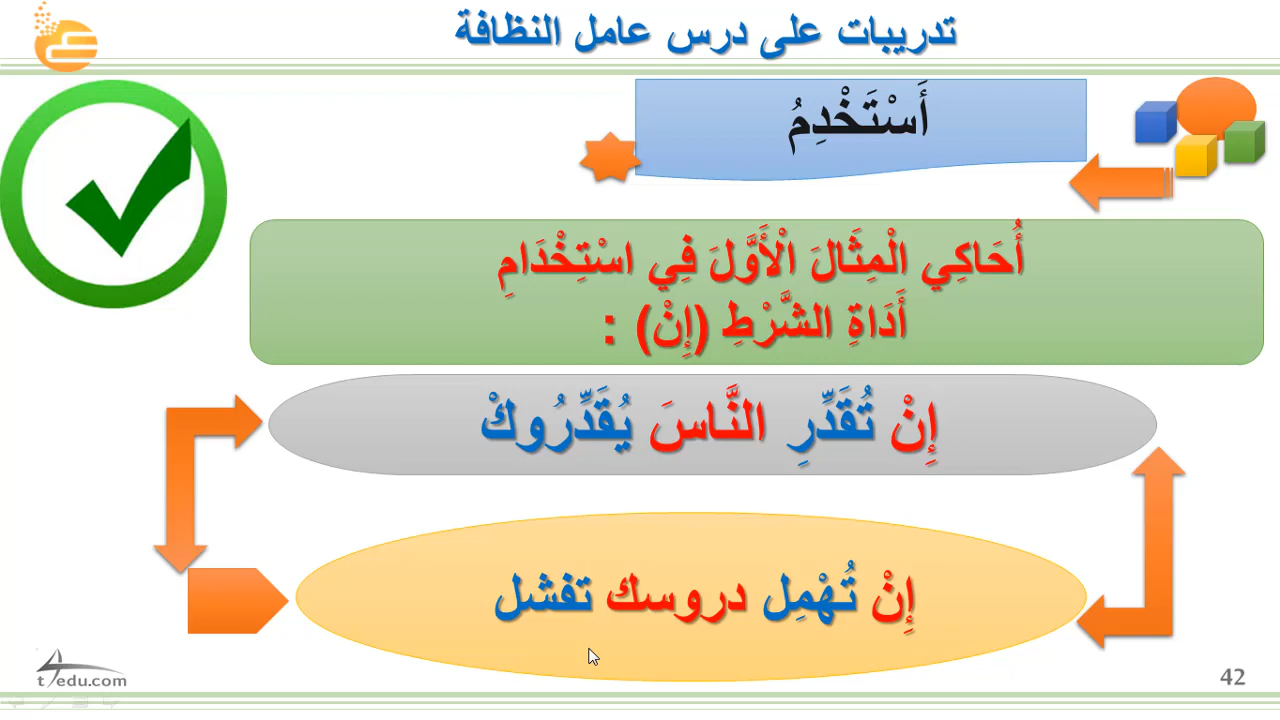 تدريبات على درس عامل النظافة
أَسْتَخْدِمُ
أُحَاكِي الْمِثَالَ الْأَوَّلَ فِي اسْتِخْدَامِ
أَدَاةِ الشَّرْطِ (إِنْ) :
إِنْ تُقَدِّرِ النَّاسَ يُقَدِّرُوكْ
إِنْ تُهْمِل دروسك تفشل
t4edu.com
42